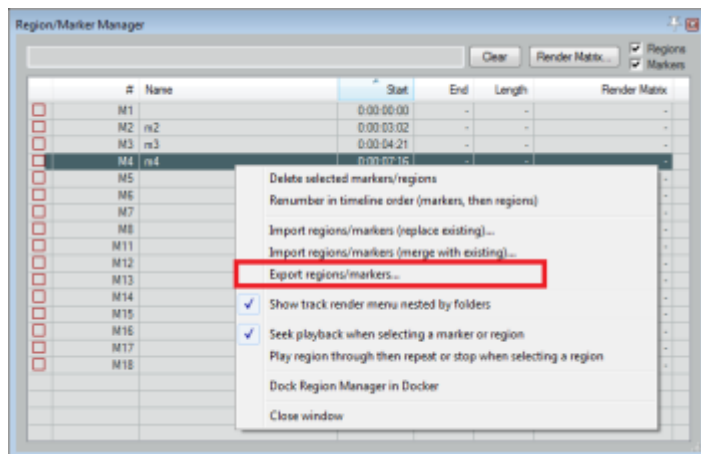 Region/Marker Manager
Clear
Render Matrix...
Regions
Markers
# Name Start End Length Render Matrix
M1 0:00:00:00 - - -
M2 m2 0:00:03:02 - - -
M3 m3 0:00:04:21 - - -
M4 m4 0:00:07:16 - - -
M5 -
M6 -
M7 -
M8 -
M11 -
M12 -
M13 -
M14 -
M15 -
M16 -
M17 -
M18 -
Delete selected markers/regions
Renumber in timeline order (markers, then regions)
Import regions/markers (replace existing)...
Import regions/markers (merge with existing)...
Export regions/markers...
Show track render menu nested by folders
Seek playback when selecting a marker or region
Play region through then repeat or stop when selecting a region
Dock Region Manager in Docker
Close window